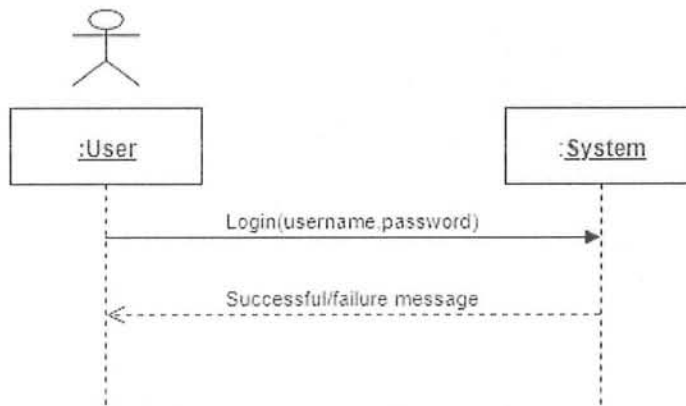 :User
:System
Login(username,password)
Successful/failure message